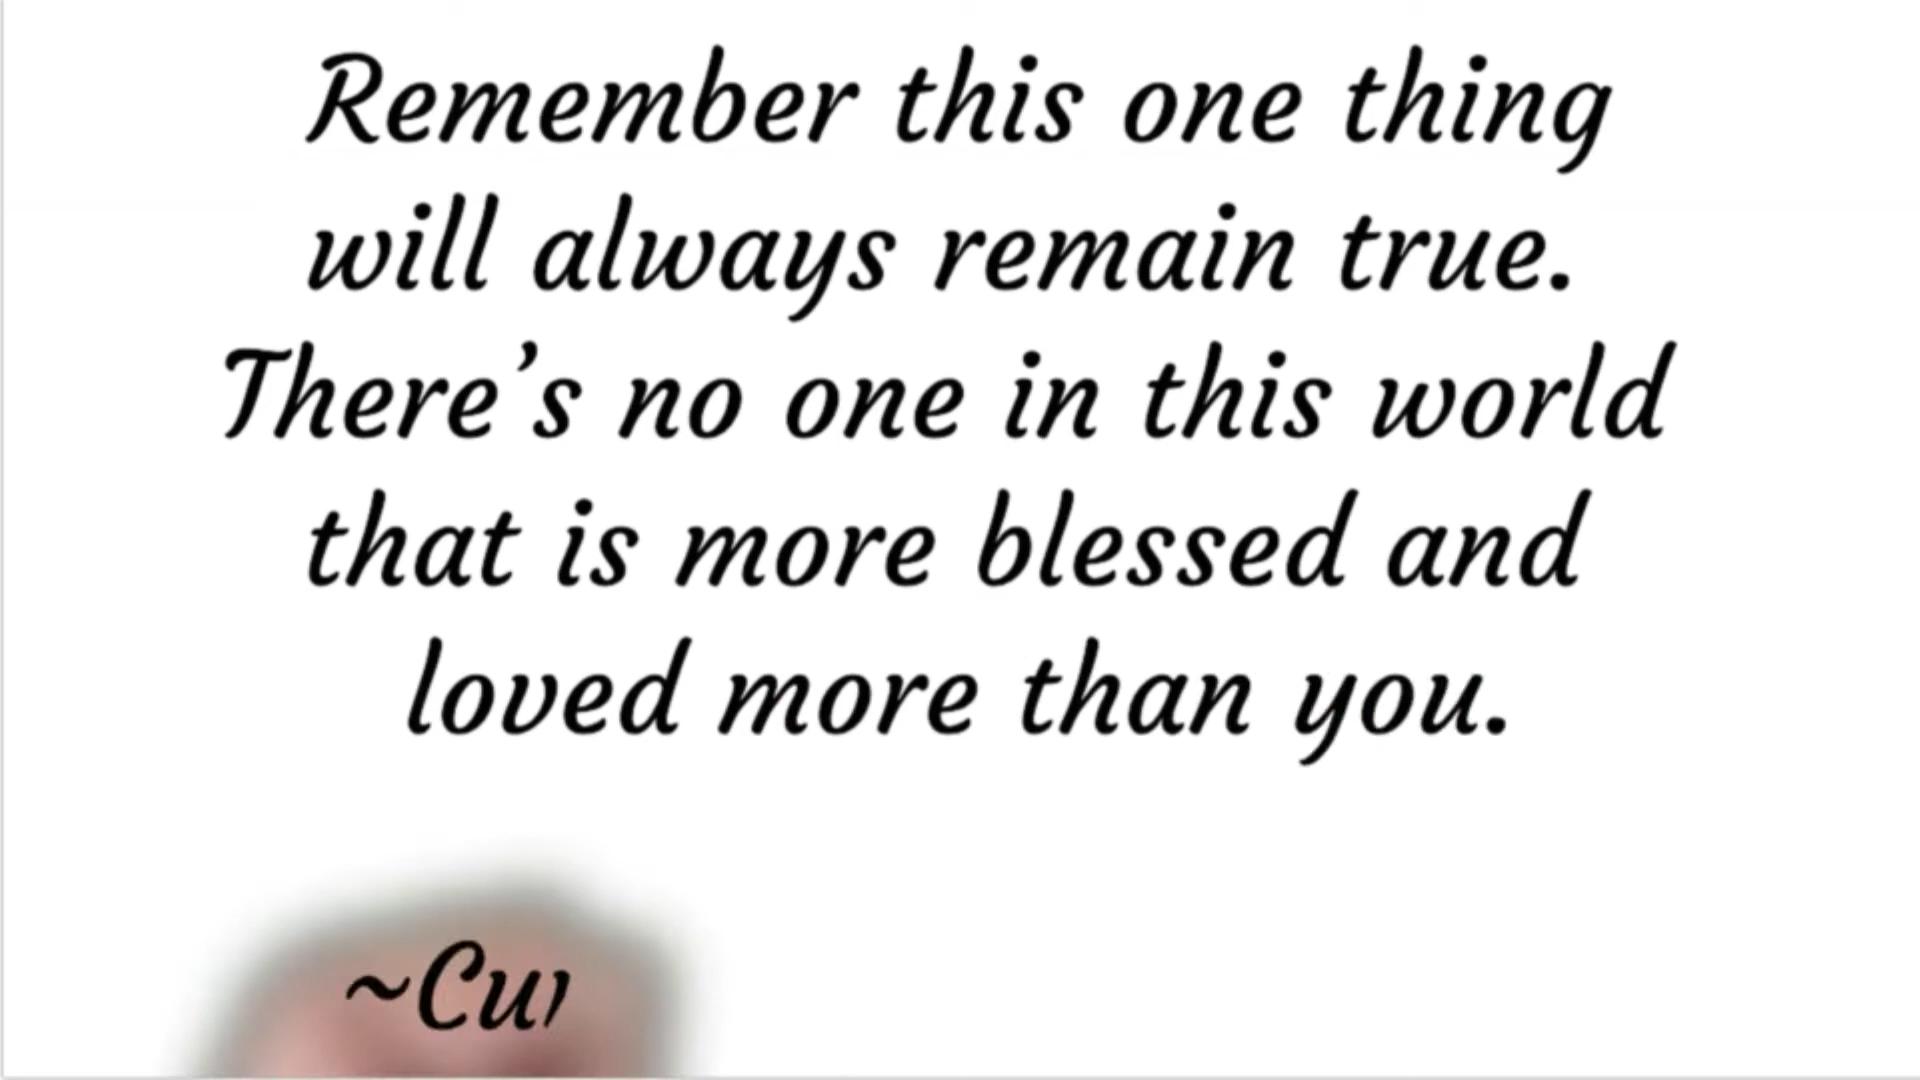 Remember this one thing
will always remain true.
There’s no one in this world
that is more blessed and
loved more than you.